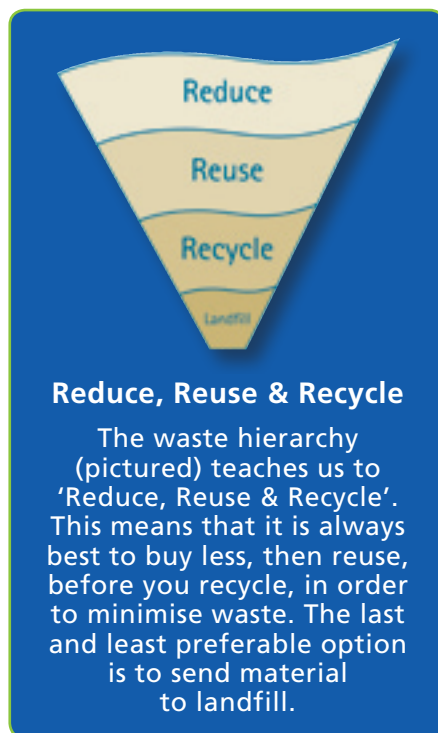 Reduce
Reuse
Recycle
Landfill
Reduce, Reuse & Recycle
The waste hierarchy
(pictured) teaches us to
‘Reduce, Reuse & Recycle’.
This means that it is always
best to buy less, then reuse,
before you recycle, in order
to minimise waste. The last
and least preferable option
is to send material
to landfill.